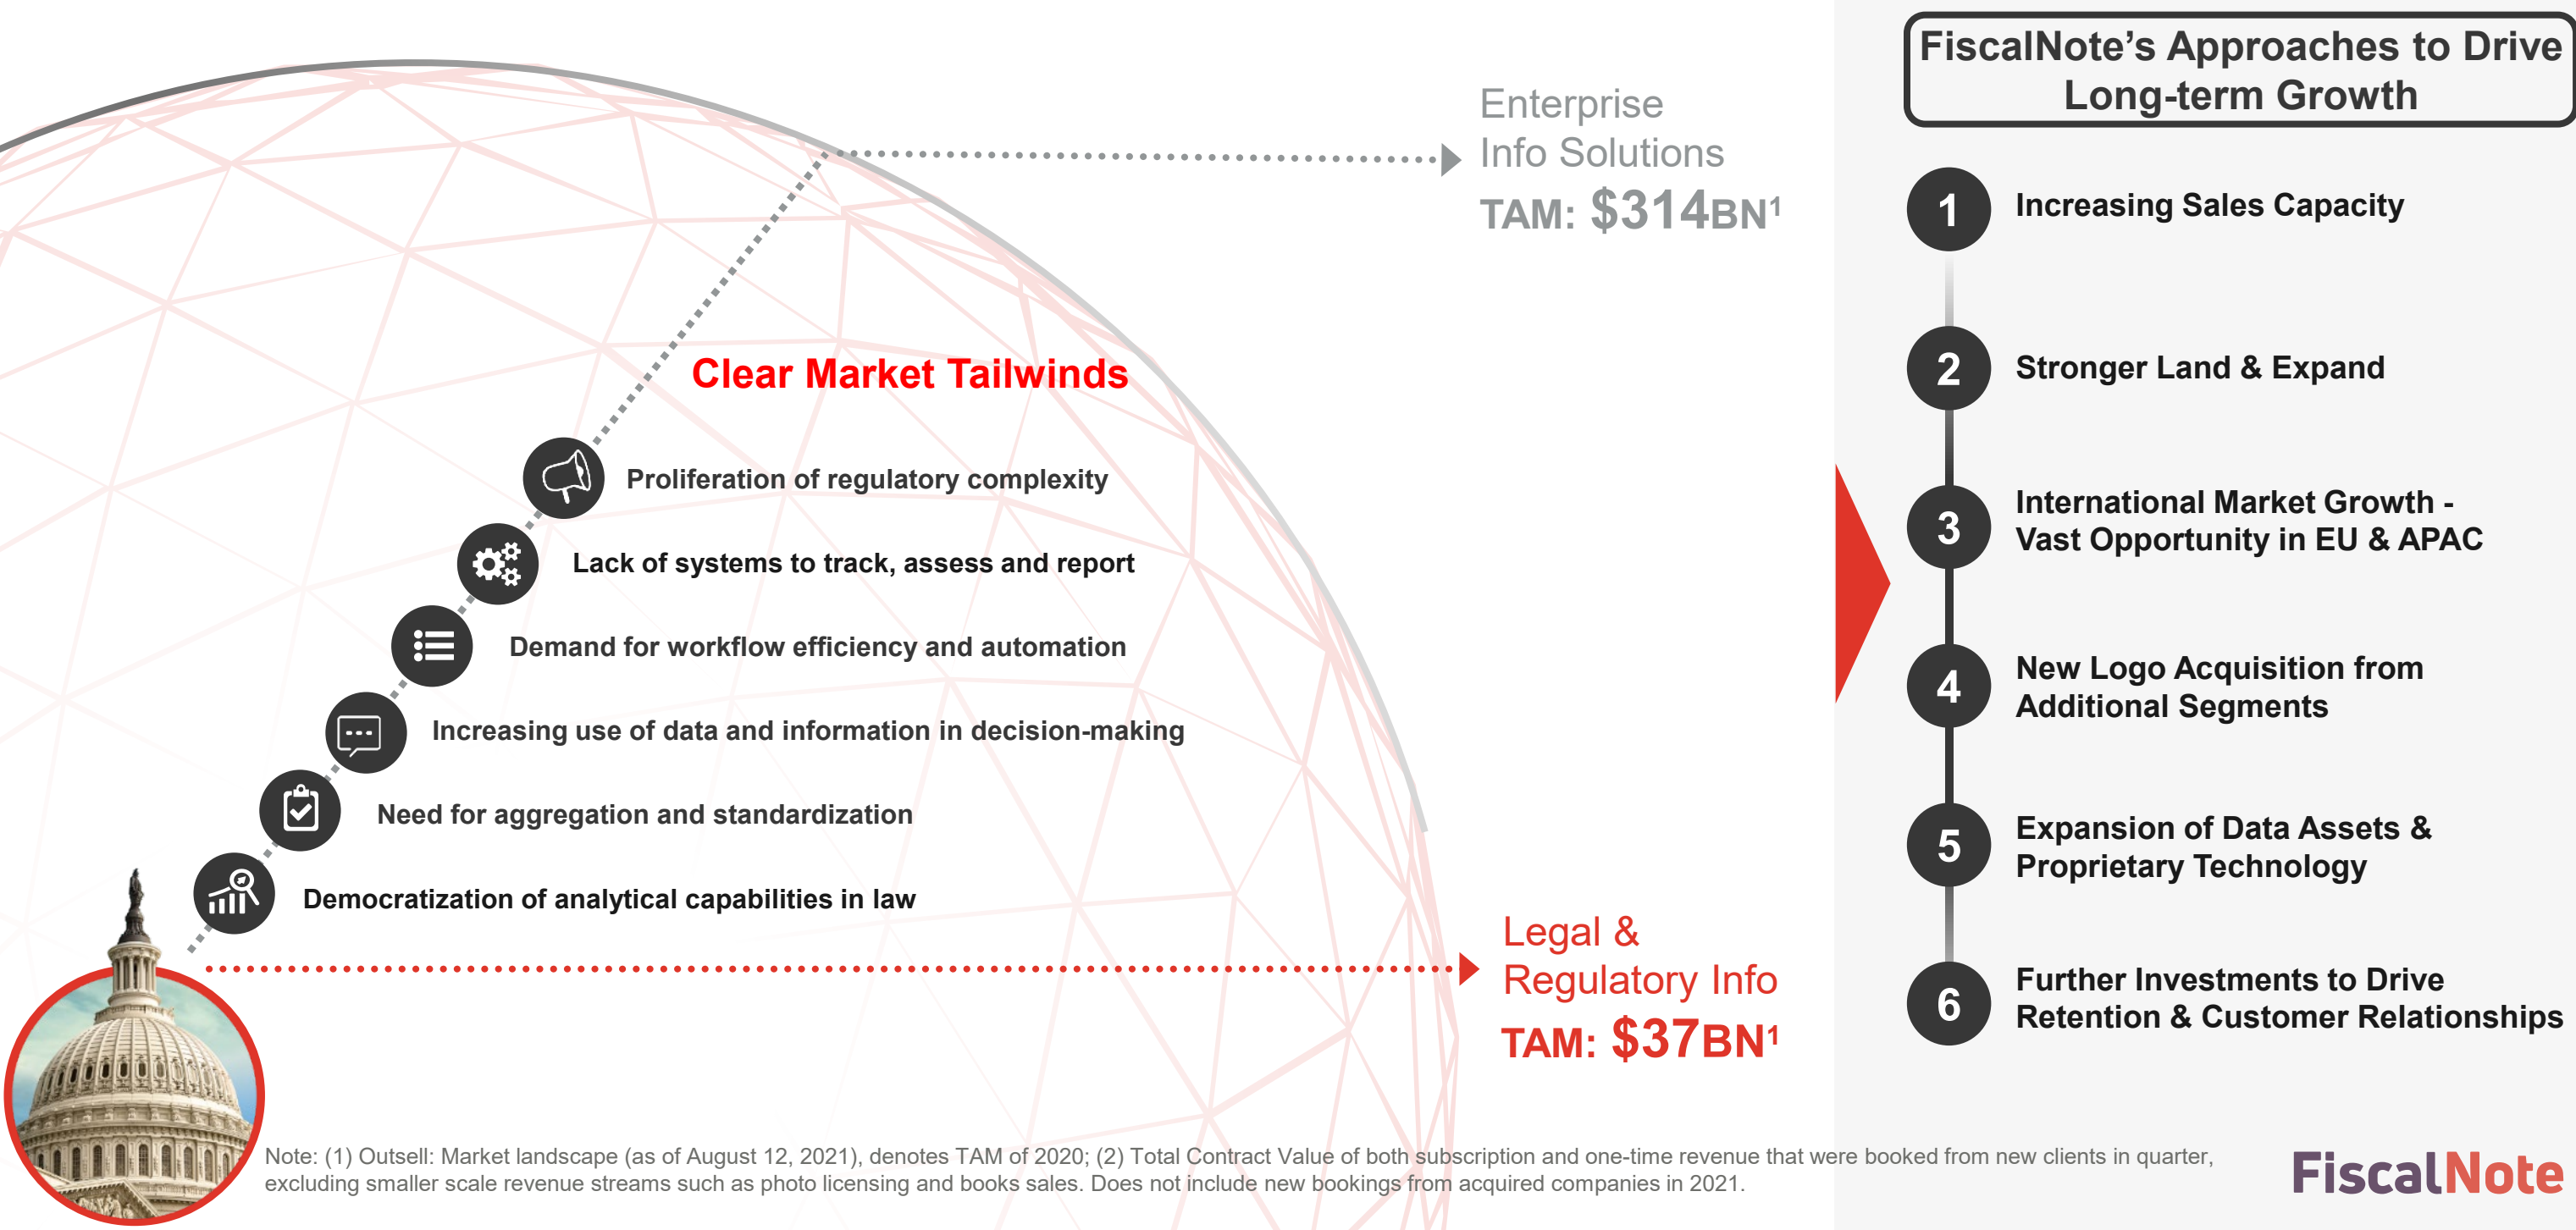 Enterprise
Info Solutions
TAM: $314BN¹
Clear Market Tailwinds
Proliferation of regulatory complexity
Lack of systems to track, assess and report
Demand for workflow efficiency and automation
Increasing use of data and information in decision-making
Need for aggregation and standardization
Democratization of analytical capabilities in law
Legal &
Regulatory Info
TAM: $37BN¹
FiscalNote’s Approaches to Drive
Long-term Growth
1 Increasing Sales Capacity
2 Stronger Land & Expand
3 International Market Growth -
Vast Opportunity in EU & APAC
4 New Logo Acquisition from
Additional Segments
5 Expansion of Data Assets &
Proprietary Technology
6 Further Investments to Drive
Retention & Customer Relationships
Note: (1) Outsell: Market landscape (as of August 12, 2021), denotes TAM of 2020; (2) Total Contract Value of both subscription and one-time revenue that were booked from new clients in quarter,
excluding smaller scale revenue streams such as photo licensing and books sales. Does not include new bookings from acquired companies in 2021.
FiscalNote